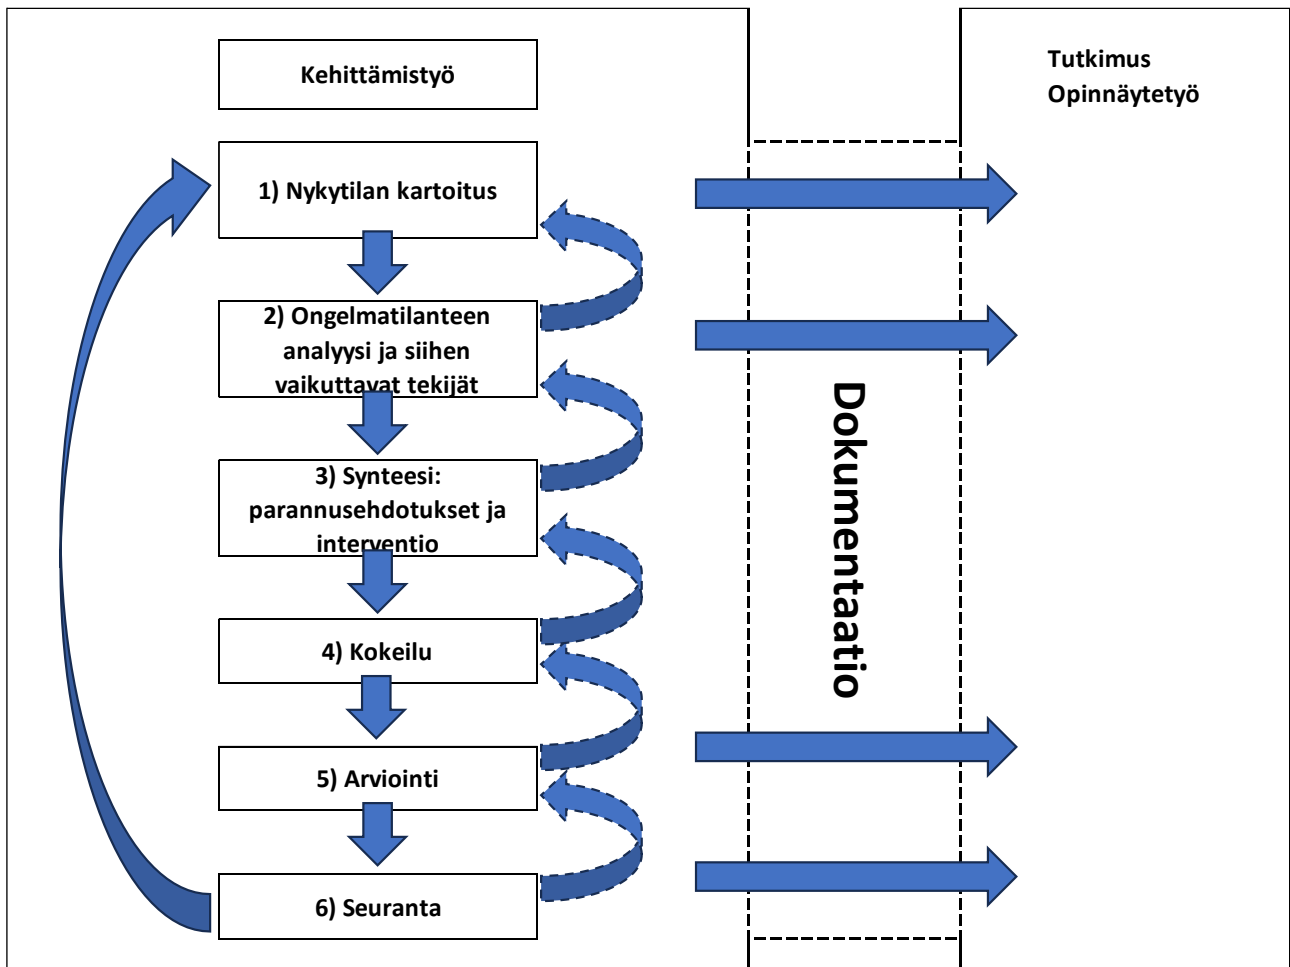 Kehittämistyö
Tutkimus
Opinnäytetyö
1) Nykytilan kartoitus
2) Ongelmatilanteen
analyysi ja siihen
vaikuttavat tekijät
3) Synteesi:
parannusehdotukset ja
interventio
4) Kokeilu
5) Arviointi
6) Seuranta
Dokumentaatio